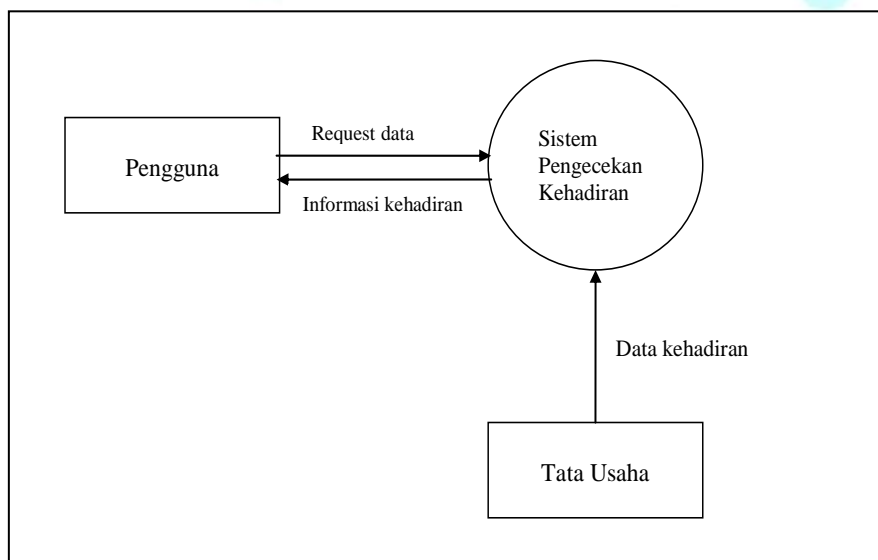 Request data
Pengguna
Informasi kehadiran
Sistem
Pengecekan
Kehadiran
Data kehadiran
Tata Usaha